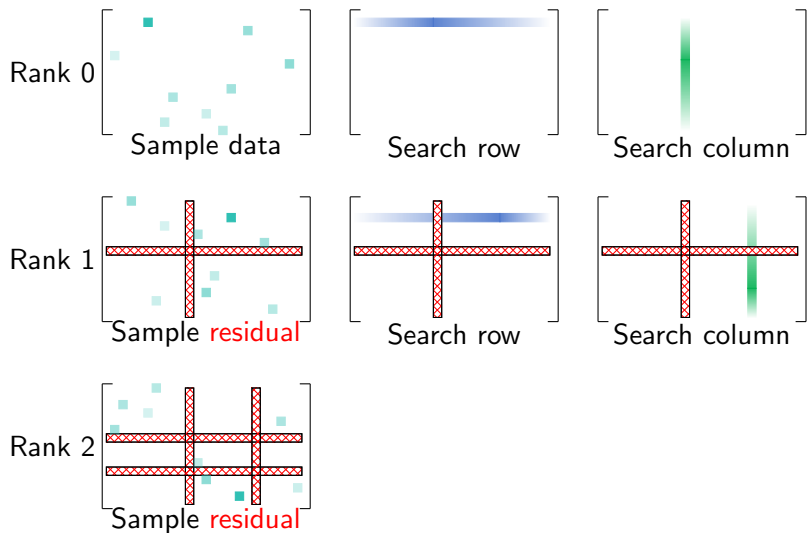 Rank 0
Sample data
Search row
Search column
Rank 1
Sample residual
Search row
Search column
Rank 2
Sample residual